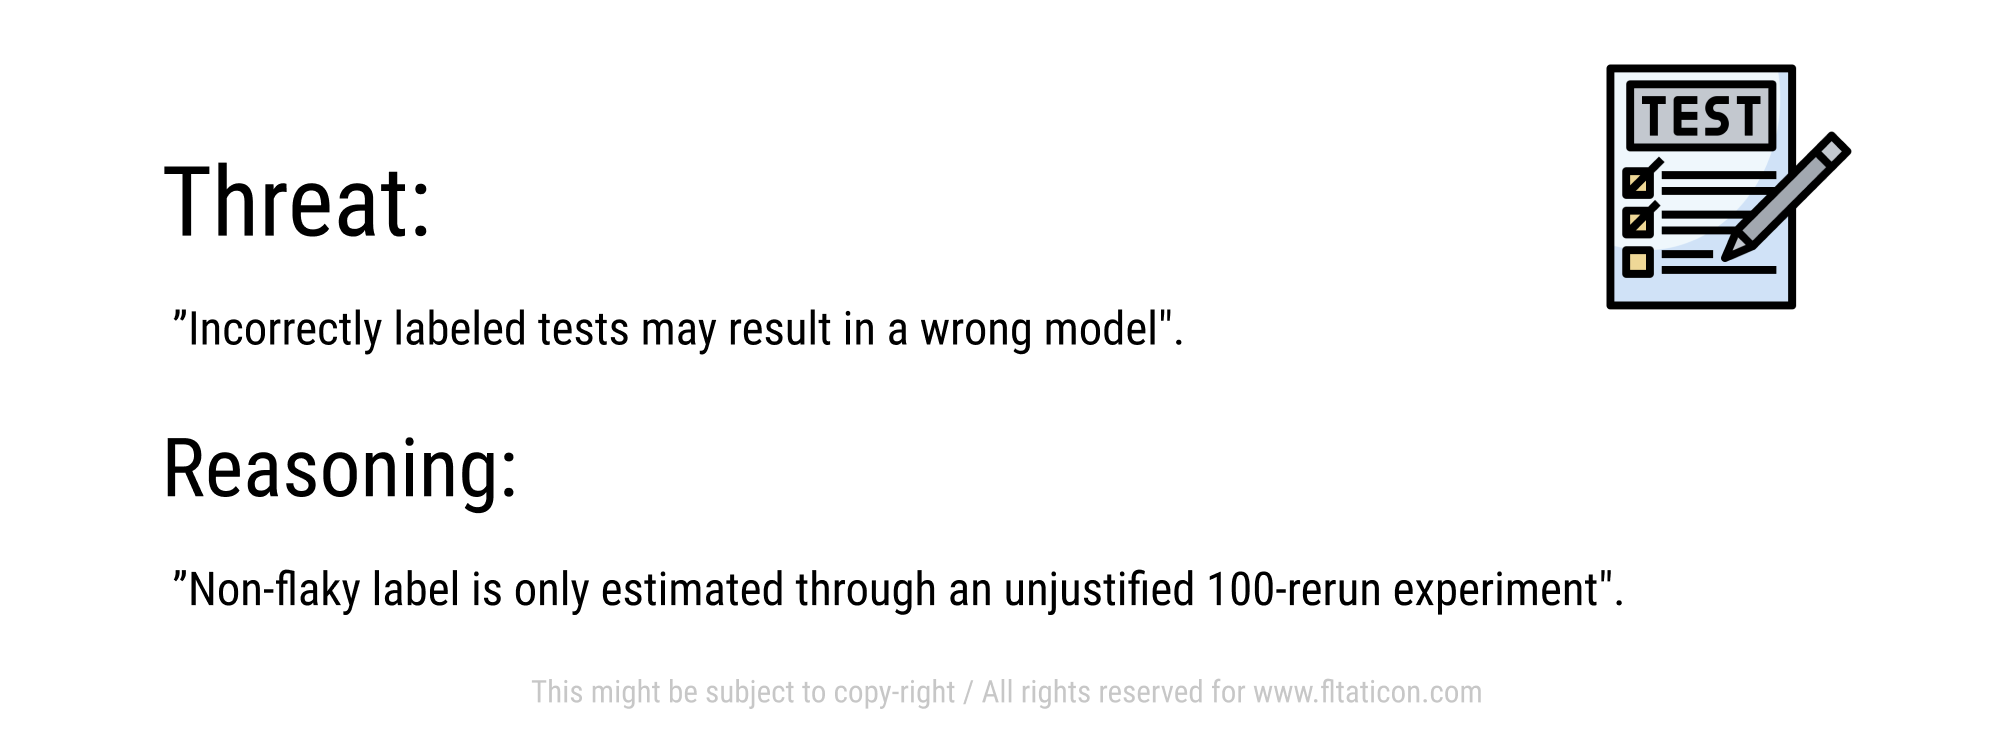 TEST
Threat:
”Incorrectly labeled tests may result in a wrong model".
Reasoning:
”Non-flaky label is only estimated through an unjustified 100-rerun experiment".
This might be subject to copy-right / All rights reserved for www.fltaticon.com